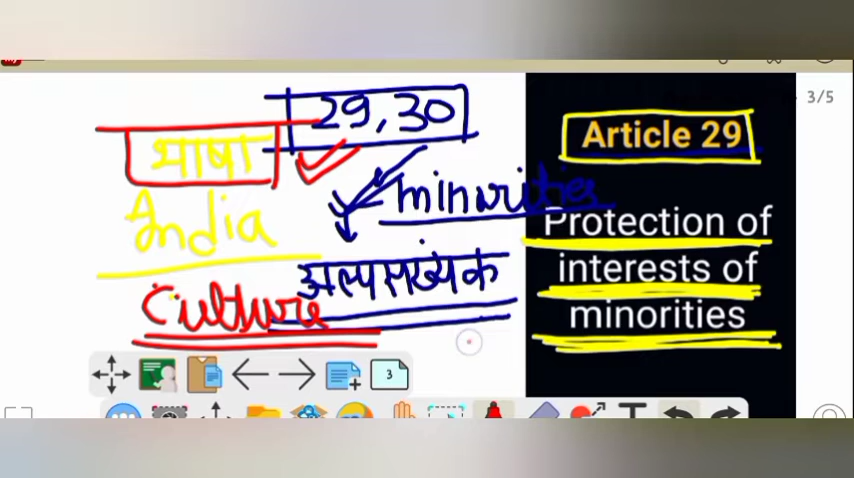 29,30
भाषा
minorities
India
अल्पसंख्यक
Culture
3/5
Article 29
Protection of
interests of
minorities
3
T